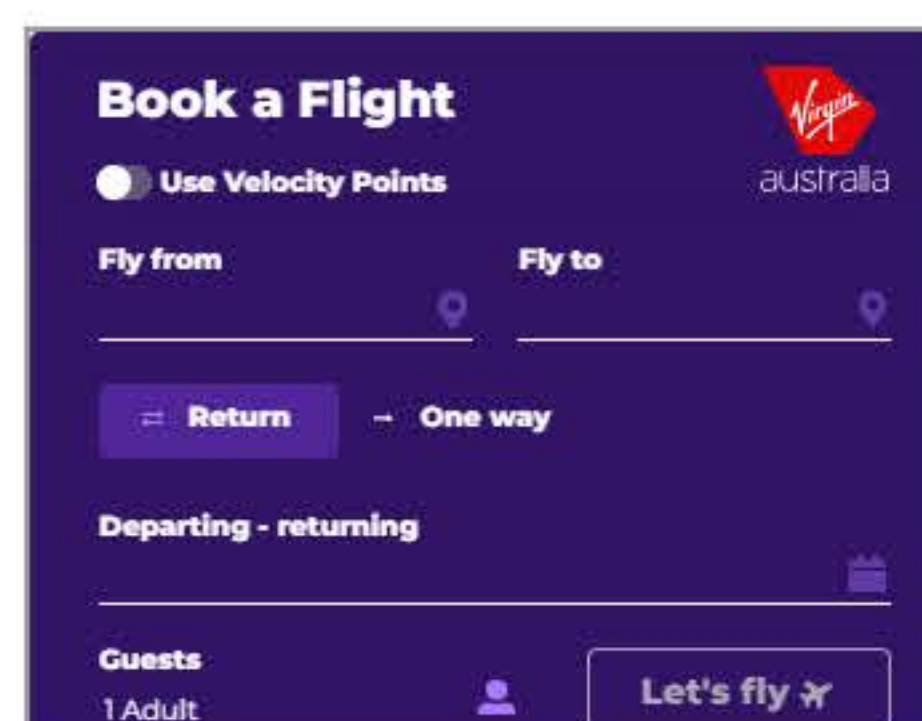 Book a Flight
Virgin
australia
Use Velocity Points
Fly from
Fly to
Return
One way
Departing - returning
Guests
1 Adult
Let's fly